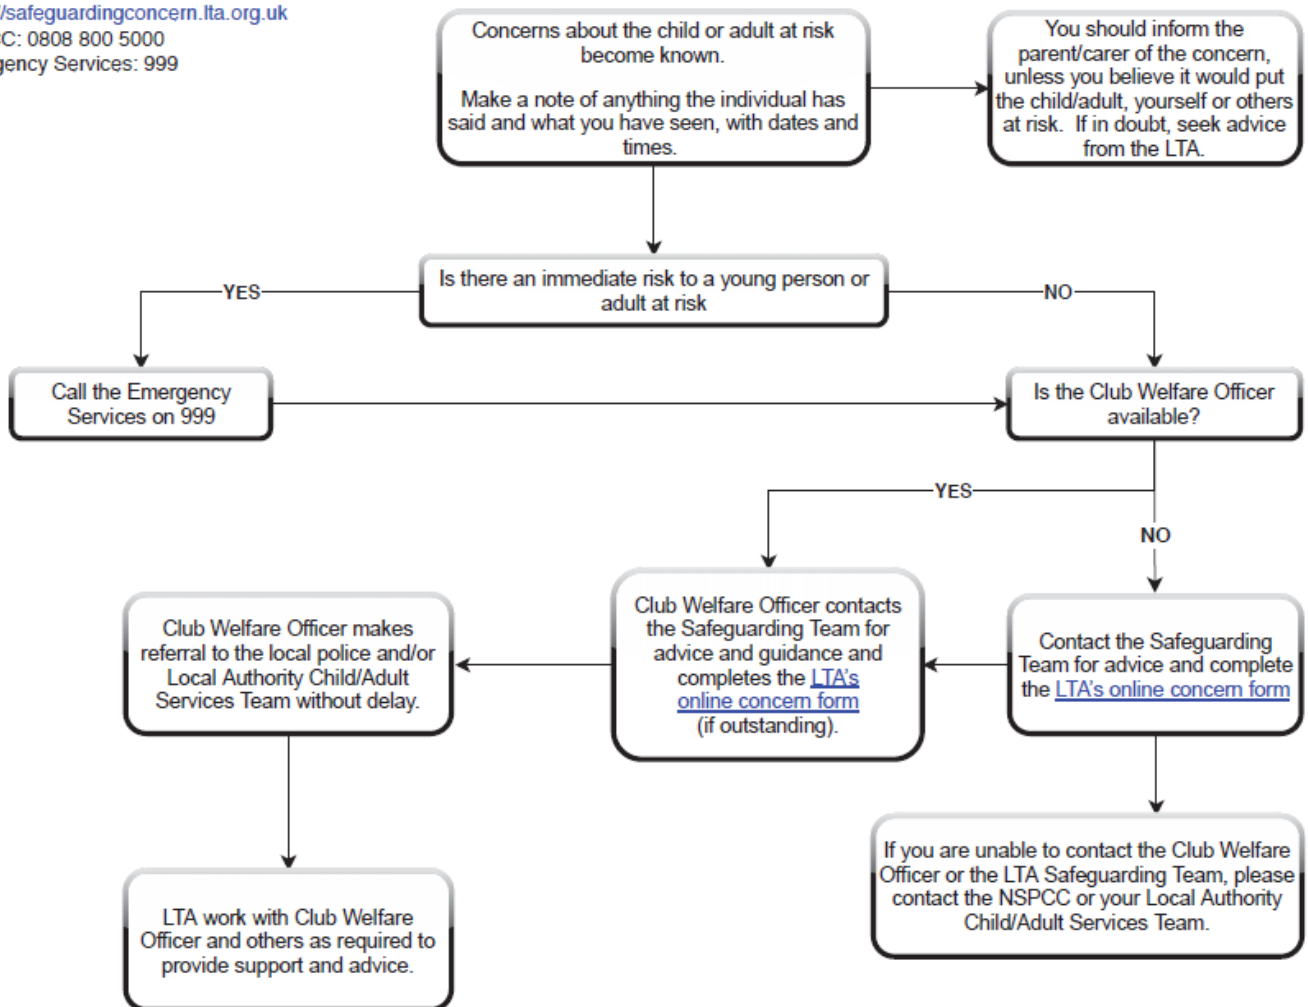 //safeguardingconcern.lta.org.uk
C: 0808 800 5000
gency Services: 999
Concerns about the child or adult at risk
become known.
Make a note of anything the individual has
said and what you have seen, with dates and
times.
You should inform the
parent/carer of the concern,
unless you believe it would put
the child/adult, yourself or others
at risk. If in doubt, seek advice
from the LTA.
Is there an immediate risk to a young person or
adult at risk
YES
NO
Call the Emergency
Services on 999
Is the Club Welfare Officer
available?
YES
NO
Club Welfare Officer makes
referral to the local police and/or
Local Authority Child/Adult
Services Team without delay.
Club Welfare Officer contacts
the Safeguarding Team for
advice and guidance and
completes the LTA's
online concern form
(if outstanding).
Contact the Safeguarding
Team for advice and complete
the LTA's online concern form
LTA work with Club Welfare
Officer and others as required to
provide support and advice.
If you are unable to contact the Club Welfare
Officer or the LTA Safeguarding Team, please
contact the NSPCC or your Local Authority
Child/Adult Services Team.